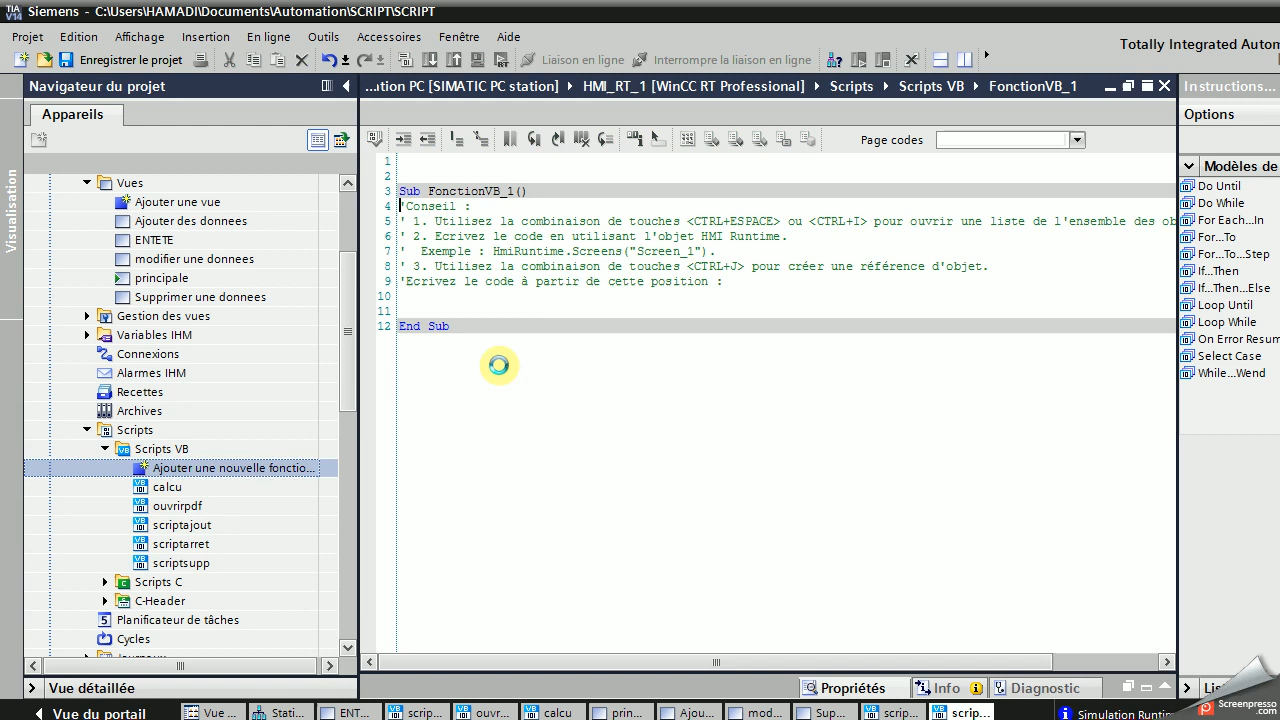 TIA
V14
Siemens - C:\Users\HAMADI\Documents\Automation\SCRIPT\SCRIPT
Projet Edition Affichage Insertion En ligne Outils Accessoires Fenêtre Aide
Enregistrer le projet
Liaison en ligne
Interrompre la liaison en ligne
Totally Integrated Autom
Navigateur du projet
...ation PC [SIMATIC PC station] HMI_RT_1 [WinCC RT Professional] Scripts Scripts VB FonctionVB_1
Instructions...
Appareils
Options
Page codes
Visualisation
Modèles de
Vues
Ajouter une vue
Ajouter des données
ENTETE
modifier une données
principale
Supprimer une donnees
Gestion des vues
Variables IHM
Connexions
Alarmes IHM
Recettes
Archives
Scripts
Scripts VB
Ajouter une nouvelle fonctio...
calcu
ouvrirpdf
scriptajout
scriptarret
scriptsupp
Scripts C
C-Header
Planificateur de tâches
Cycles
1
2
3 Sub FonctionVB_1()
4 'Conseil :
5 ' 1. Utilisez la combinaison de touches <CTRL+ESPACE> ou <CTRL+I> pour ouvrir une liste de l'ensemble des ob
6 ' 2. Ecrivez le code en utilisant l'objet HMI Runtime.
7 ' Exemple : HmiRuntime.Screens("Screen_1").
8 ' 3. Utilisez la combinaison de touches <CTRL+J> pour créer une référence d'objet.
9 'Ecrivez le code à partir de cette position :
10
11
12 End Sub
Do Until
Do While
For Each...In
For...To
For...To...Step
If...Then
If...Then...Else
Loop Until
Loop While
On Error Resum
Select Case
While...Wend
Vue détaillée
Propriétés
Info
Diagnostic
Vue du portail
Vue ...
Stati...
ENT...
scrip...
ouvr...
calcu
prin...
Ajou...
mod...
Sup...
scrip...
scrip...
Simulation Runtim
Screenpresso
.com